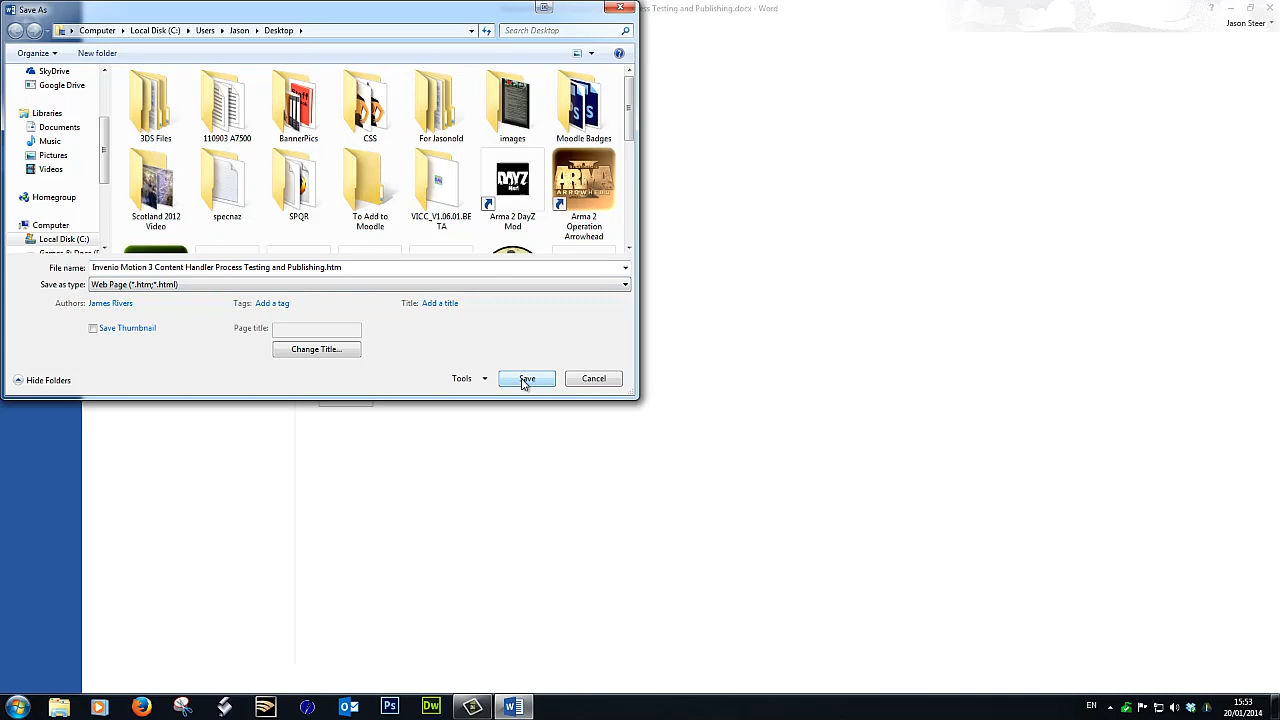 Save As
ss Testing and Publishing.docx - Word
Jason Steer
Computer
Local Disk (C:)
Users
Jason
Desktop
Search Desktop
Organize
New folder
SkyDrive
Google Drive
Libraries
Documents
Music
Pictures
Videos
Homegroup
Computer
Local Disk (C:)
3DS Files
110903 A7500
BannerPics
CSS
For Jasonold
images
Moodle Badges
Scotland 2012
Video
specnaz
SPQR
To Add to
Moodle
VICC_V1.06.01.BE
TA
Arma 2 DayZ
Mod
Arma 2
Operation
Arrowhead
File name:
Invenio Motion 3 Content Handler Process Testing and Publishing.htm
Save as type:
Web Page (*.htm;*.html)
Authors:
James Rivers
Tags:
Add a tag
Title:
Add a title
Save Thumbnail
Page title:
Change Title...
Hide Folders
Tools
Save
Cancel
EN
15:53
20/01/2014